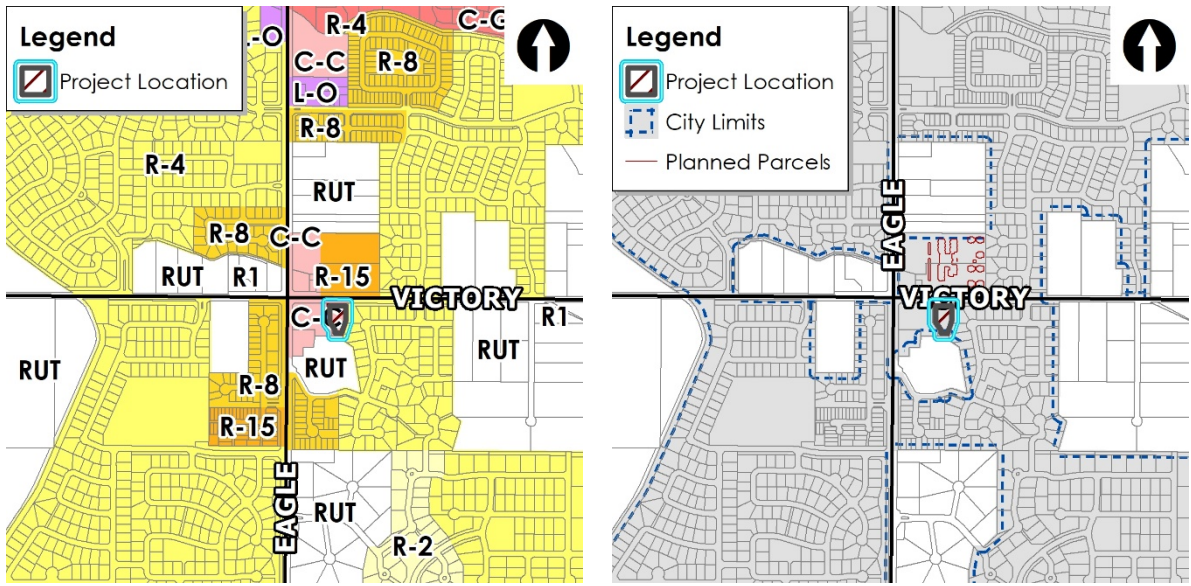 Legend
Project Location
L-O
R-4
C-G
C-C
R-8
L-O
R-8
R-4
RUT
R-8
C-C
RUT
R1
R-15
VICTORY
C-
R1
RUT
RUT
RUT
R-8
R-15
EAGLE
RUT
R-2
Legend
Project Location
City Limits
Planned Parcels
EAGLE
VICTORY